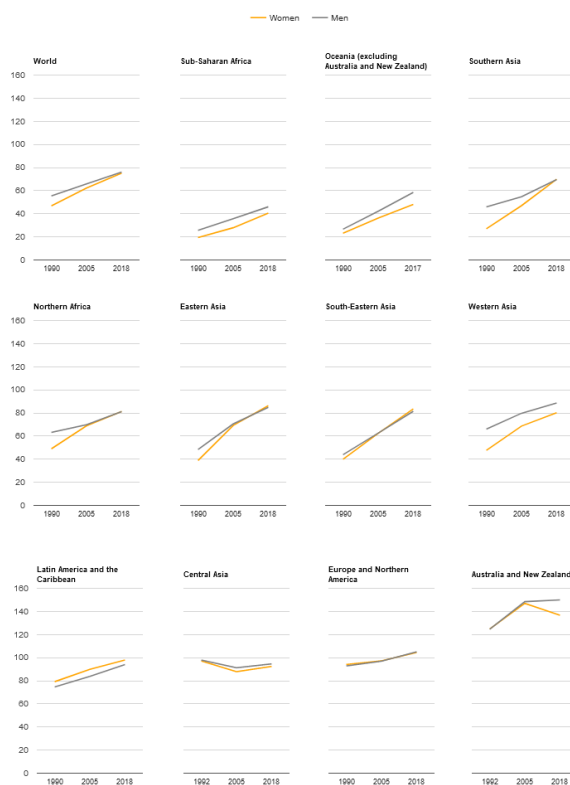 Women Men
World
Sub-Saharan Africa
Oceania (excluding
Australia and New Zealand)
Southern Asia
160
140
120
100
80
60
40
20
0
1990 2005 2018
1990 2005 2018
1990 2005 2017
1990 2005 2018
Northern Africa
Eastern Asia
South-Eastern Asia
Western Asia
160
140
120
100
80
60
40
20
0
1990 2005 2018
1990 2005 2018
1990 2005 2018
1990 2005 2018
Latin America and the
Caribbean
Central Asia
Europe and Northern
America
Australia and New Zealand
160
140
120
100
80
60
40
20
0
1990 2005 2018
1992 2005 2018
1990 2005 2018
1992 2005 2018